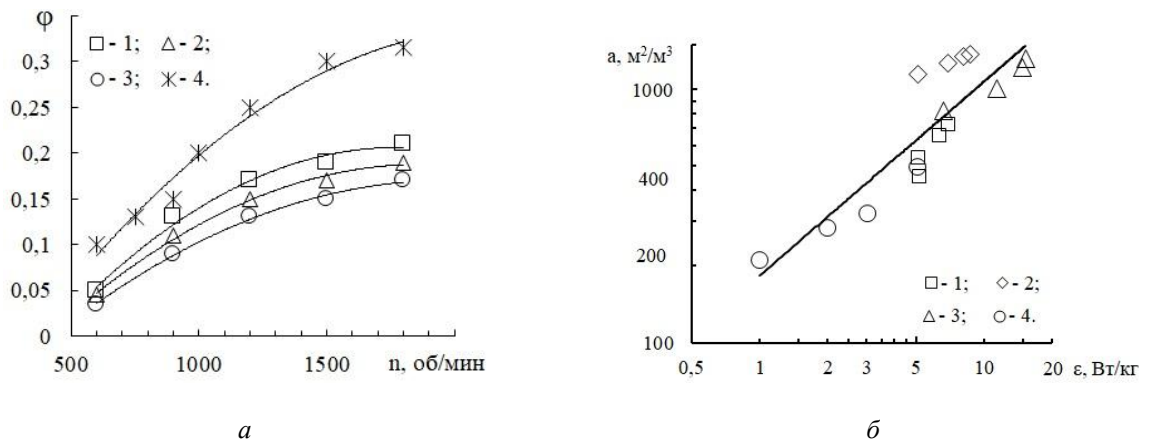 φ
0,3
0,25
0,2
0,15
0,1
0,05
0
□ - 1; △ - 2;
○ - 3; ж - 4.
500 1000 1500 n, об/мин
а
а, м²/м³
1000
400
200
100
□ - 1; ◇ - 2;
△ - 3; ○ - 4.
0,5 1 2 3 5 10 20 ε, Вт/кг
б